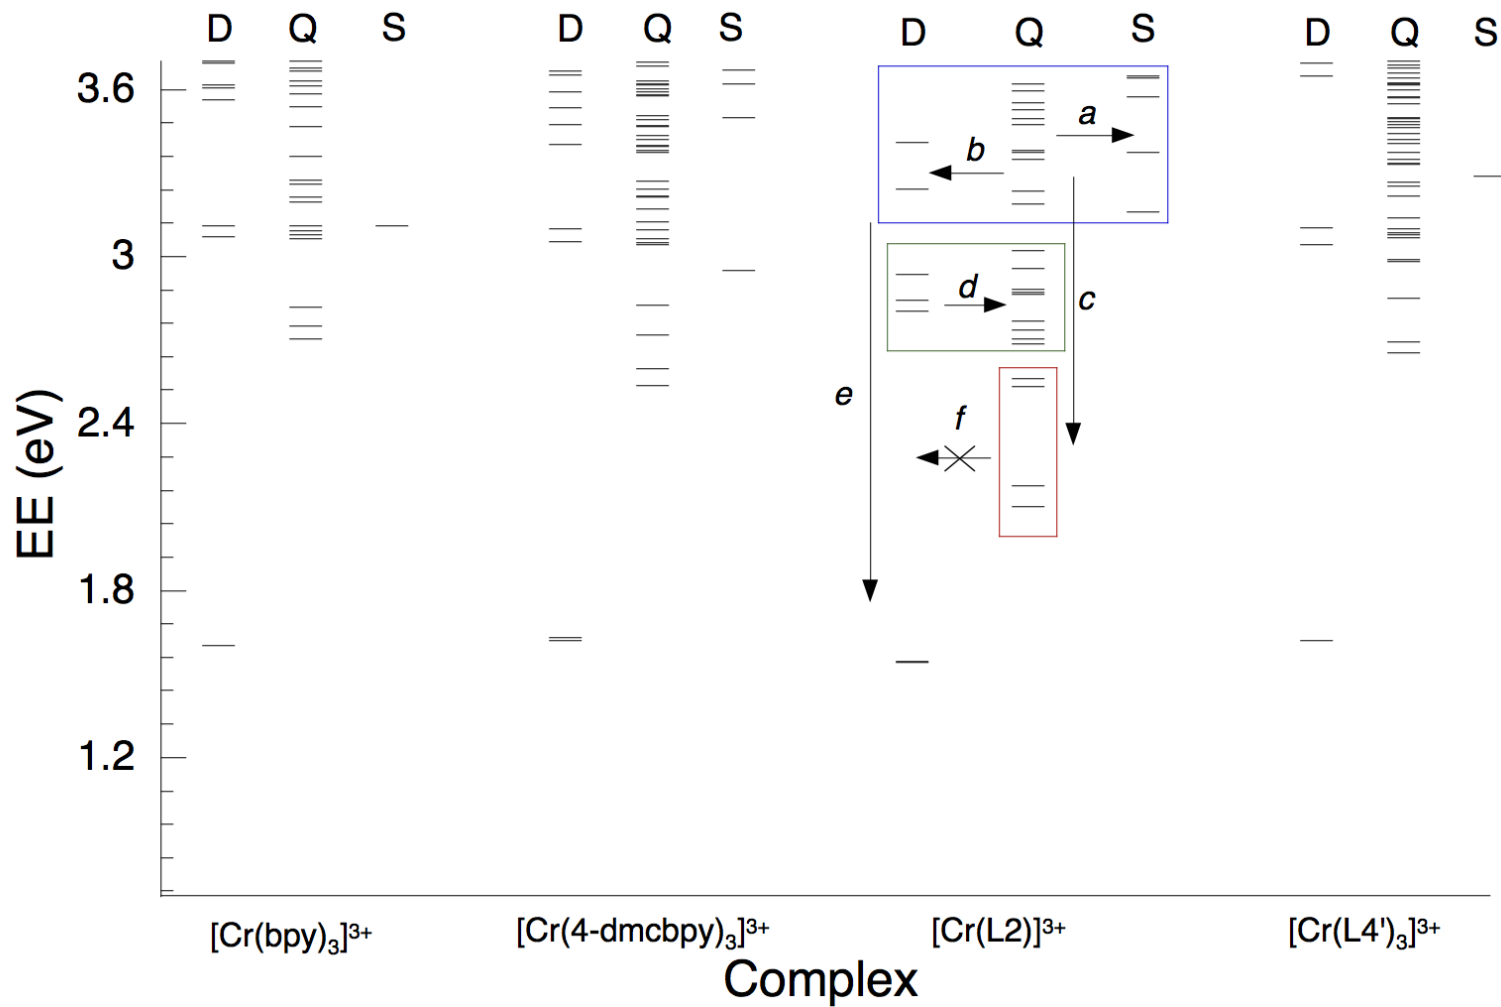 D Q S D Q S D Q S D Q S
3.6
a
b
3
d
c
2.4
e
f
1.8
1.2
EE (eV)
[Cr(bpy)3]3+ [Cr(4-dmcbpy)3]3+ [Cr(L2)]3+ [Cr(L4')3]3+
Complex